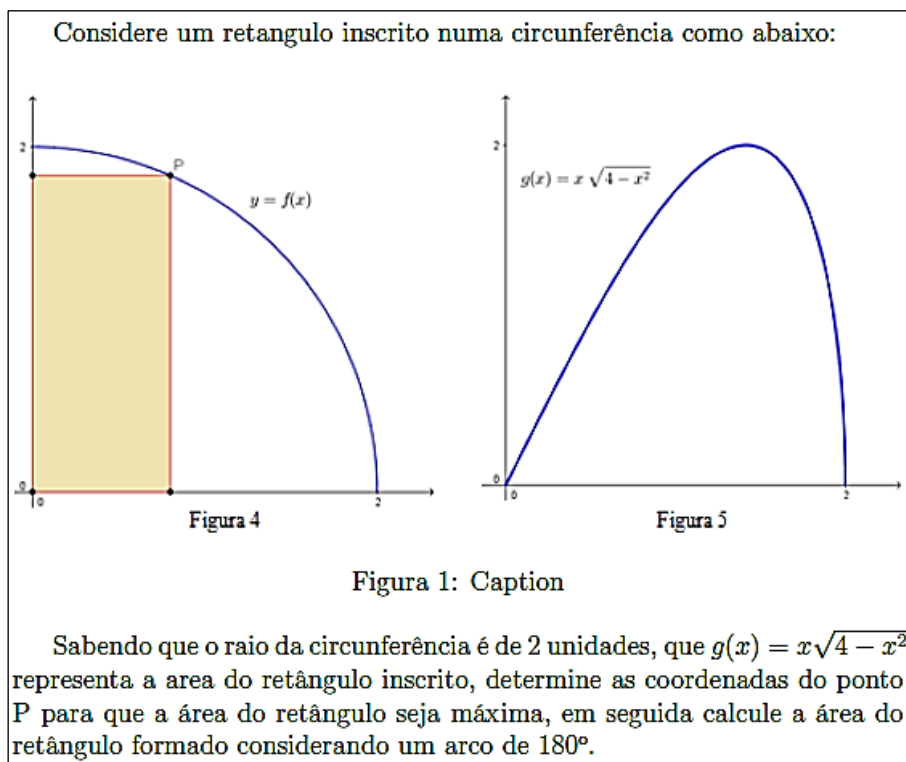 Considere um retangulo inscrito numa circunferência como abaixo:
2
P
y = f(x)
0
0
2
Figura 4
2
g(x) = x √4 − x²
0
0
2
Figura 5
Figura 1: Caption
Sabendo que o raio da circunferência é de 2 unidades, que g(x) = x√4 − x²
representa a area do retângulo inscrito, determine as coordenadas do ponto
P para que a área do retângulo seja máxima, em seguida calcule a área do
retângulo formado considerando um arco de 180º.